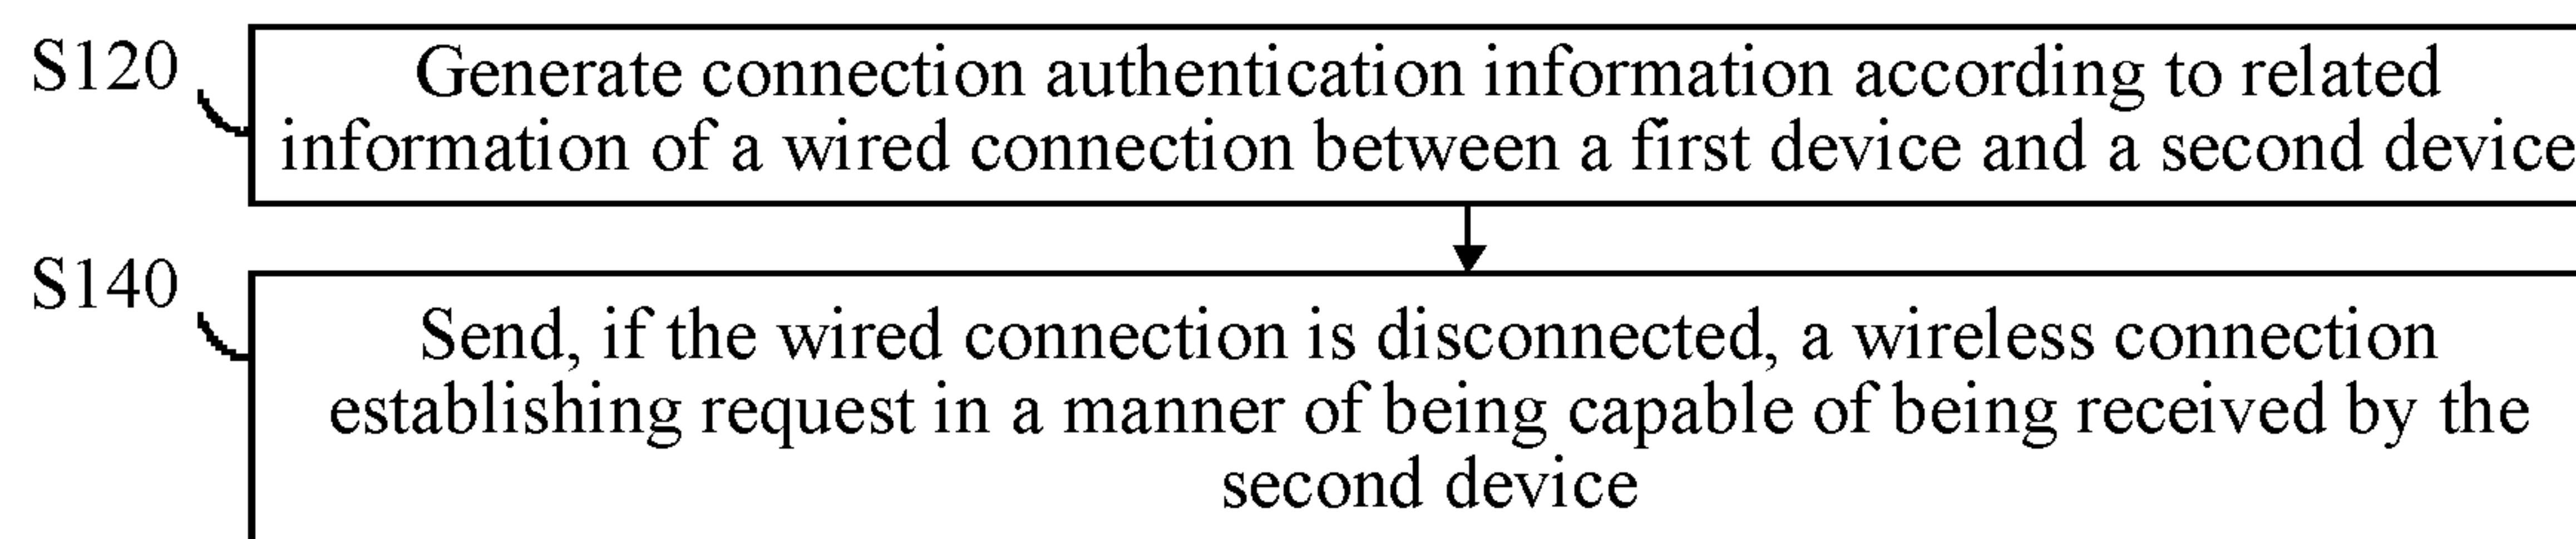 S120
Generate connection authentication information according to related
information of a wired connection between a first device and a second device
S140
Send, if the wired connection is disconnected, a wireless connection
establishing request in a manner of being capable of being received by the
second device